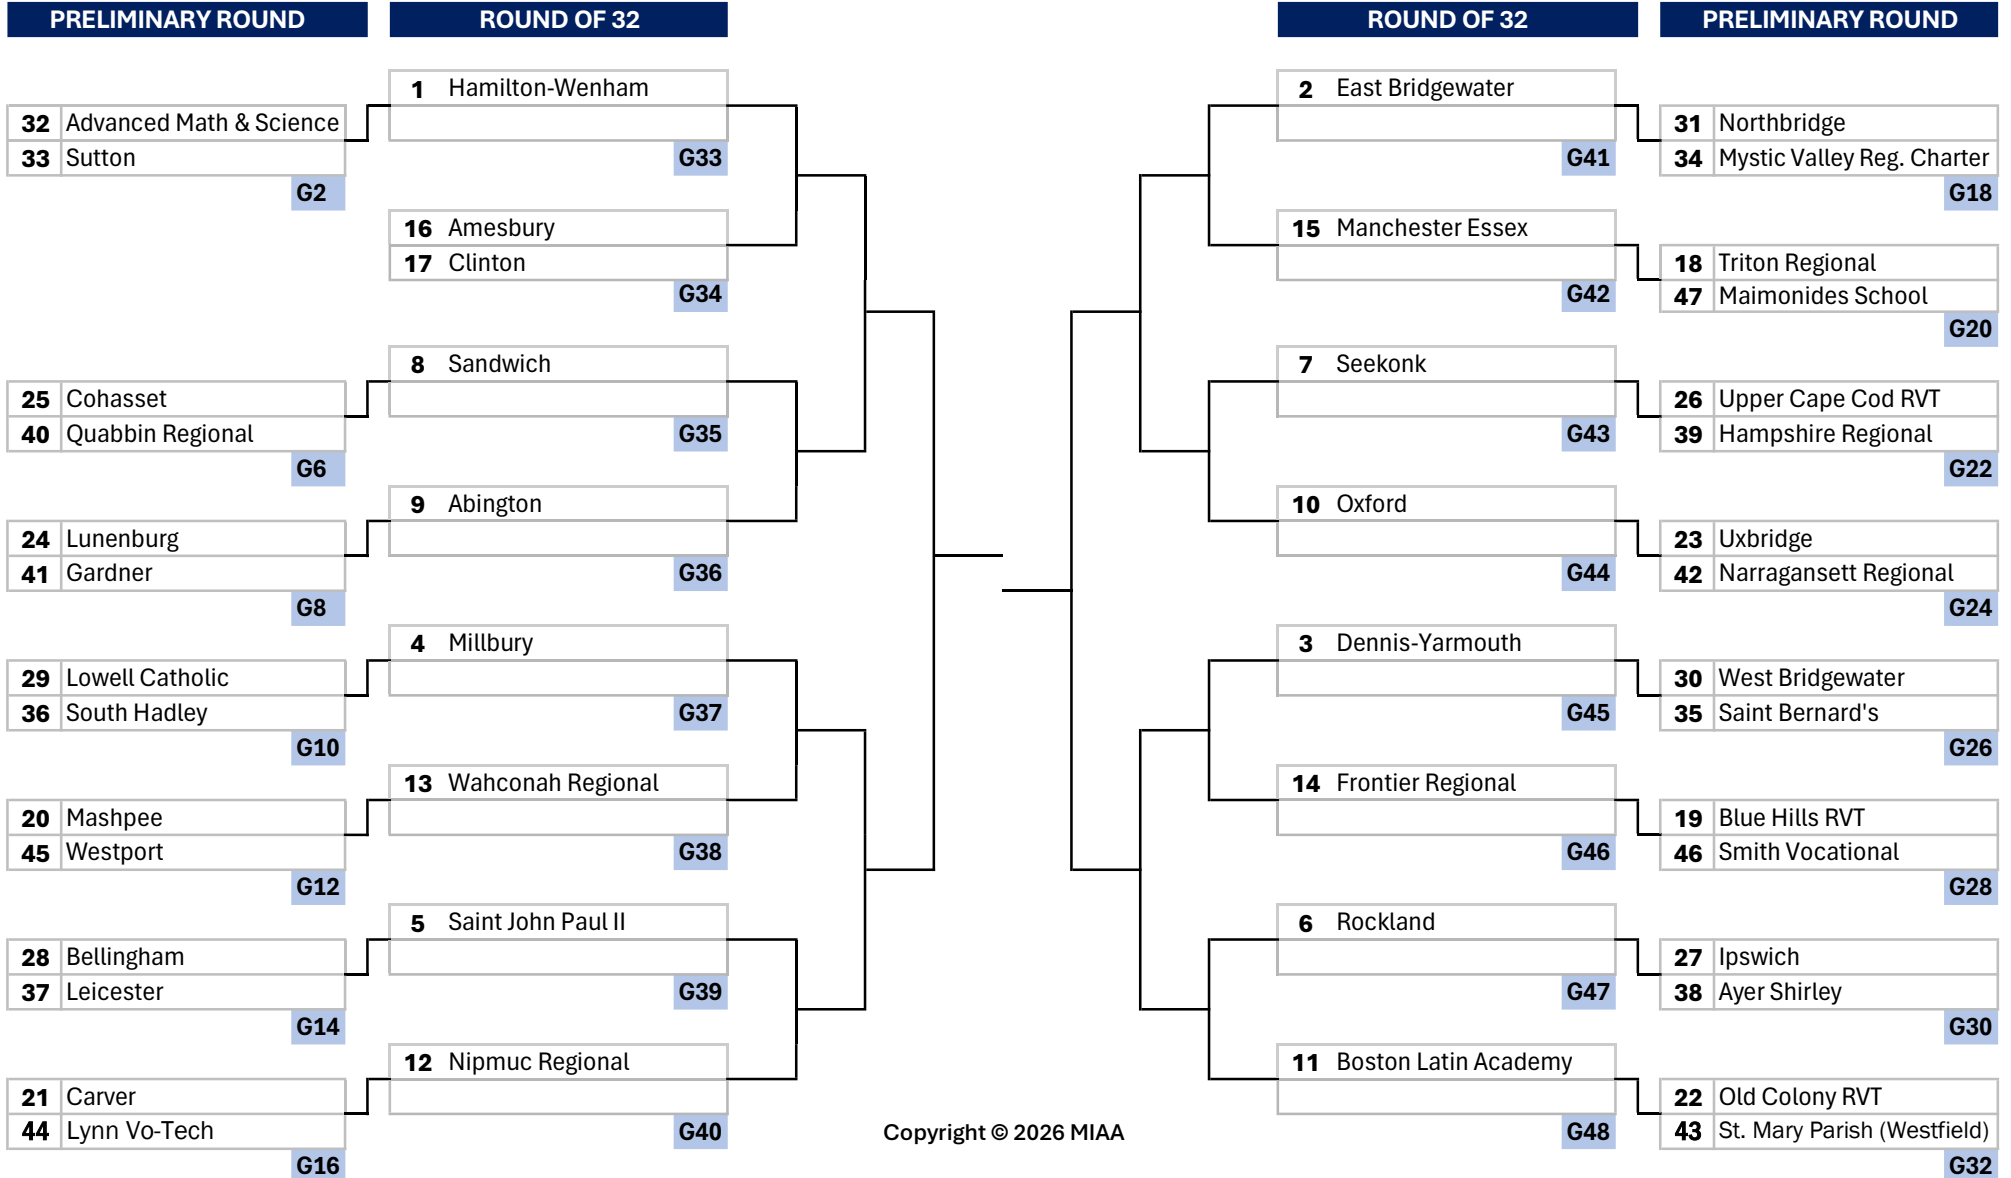 PRELIMINARY ROUND
ROUND OF 32
ROUND OF 32
PRELIMINARY ROUND
1 Hamilton-Wenham
32 Advanced Math & Science
33 Sutton
G33
G2
16 Amesbury
17 Clinton
G34
8 Sandwich
25 Cohasset
40 Quabbin Regional
G35
G6
9 Abington
24 Lunenburg
41 Gardner
G36
G8
4 Millbury
29 Lowell Catholic
36 South Hadley
G37
G10
13 Wahconah Regional
20 Mashpee
45 Westport
G38
G12
5 Saint John Paul II
28 Bellingham
37 Leicester
G39
G14
12 Nipmuc Regional
21 Carver
44 Lynn Vo-Tech
G40
G16
2 East Bridgewater
31 Northbridge
34 Mystic Valley Reg. Charter
G41
G18
15 Manchester Essex
18 Triton Regional
47 Maimonides School
G42
G20
7 Seekonk
26 Upper Cape Cod RVT
39 Hampshire Regional
G43
G22
10 Oxford
23 Uxbridge
42 Narragansett Regional
G44
G24
3 Dennis-Yarmouth
30 West Bridgewater
35 Saint Bernard's
G45
G26
14 Frontier Regional
19 Blue Hills RVT
46 Smith Vocational
G46
G28
6 Rockland
27 Ipswich
38 Ayer Shirley
G47
G30
11 Boston Latin Academy
22 Old Colony RVT
43 St. Mary Parish (Westfield)
G48
G32
Copyright © 2026 MIAA